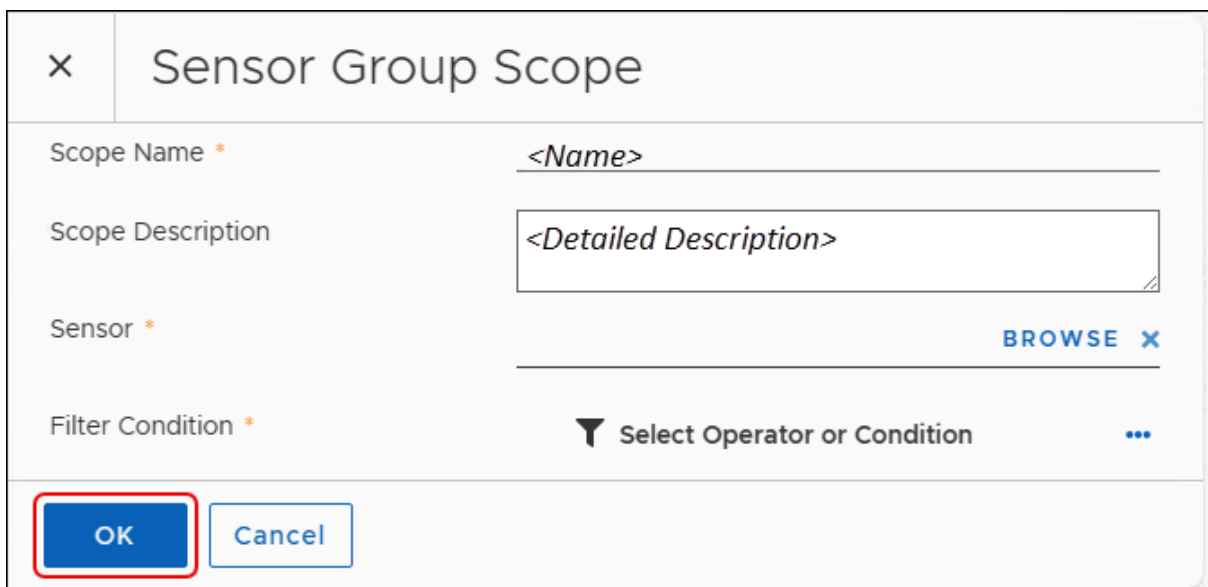 × Sensor Group Scope
Scope Name * <Name>
Scope Description <Detailed Description>
Sensor * BROWSE ×
Filter Condition * Select Operator or Condition •••
OK Cancel